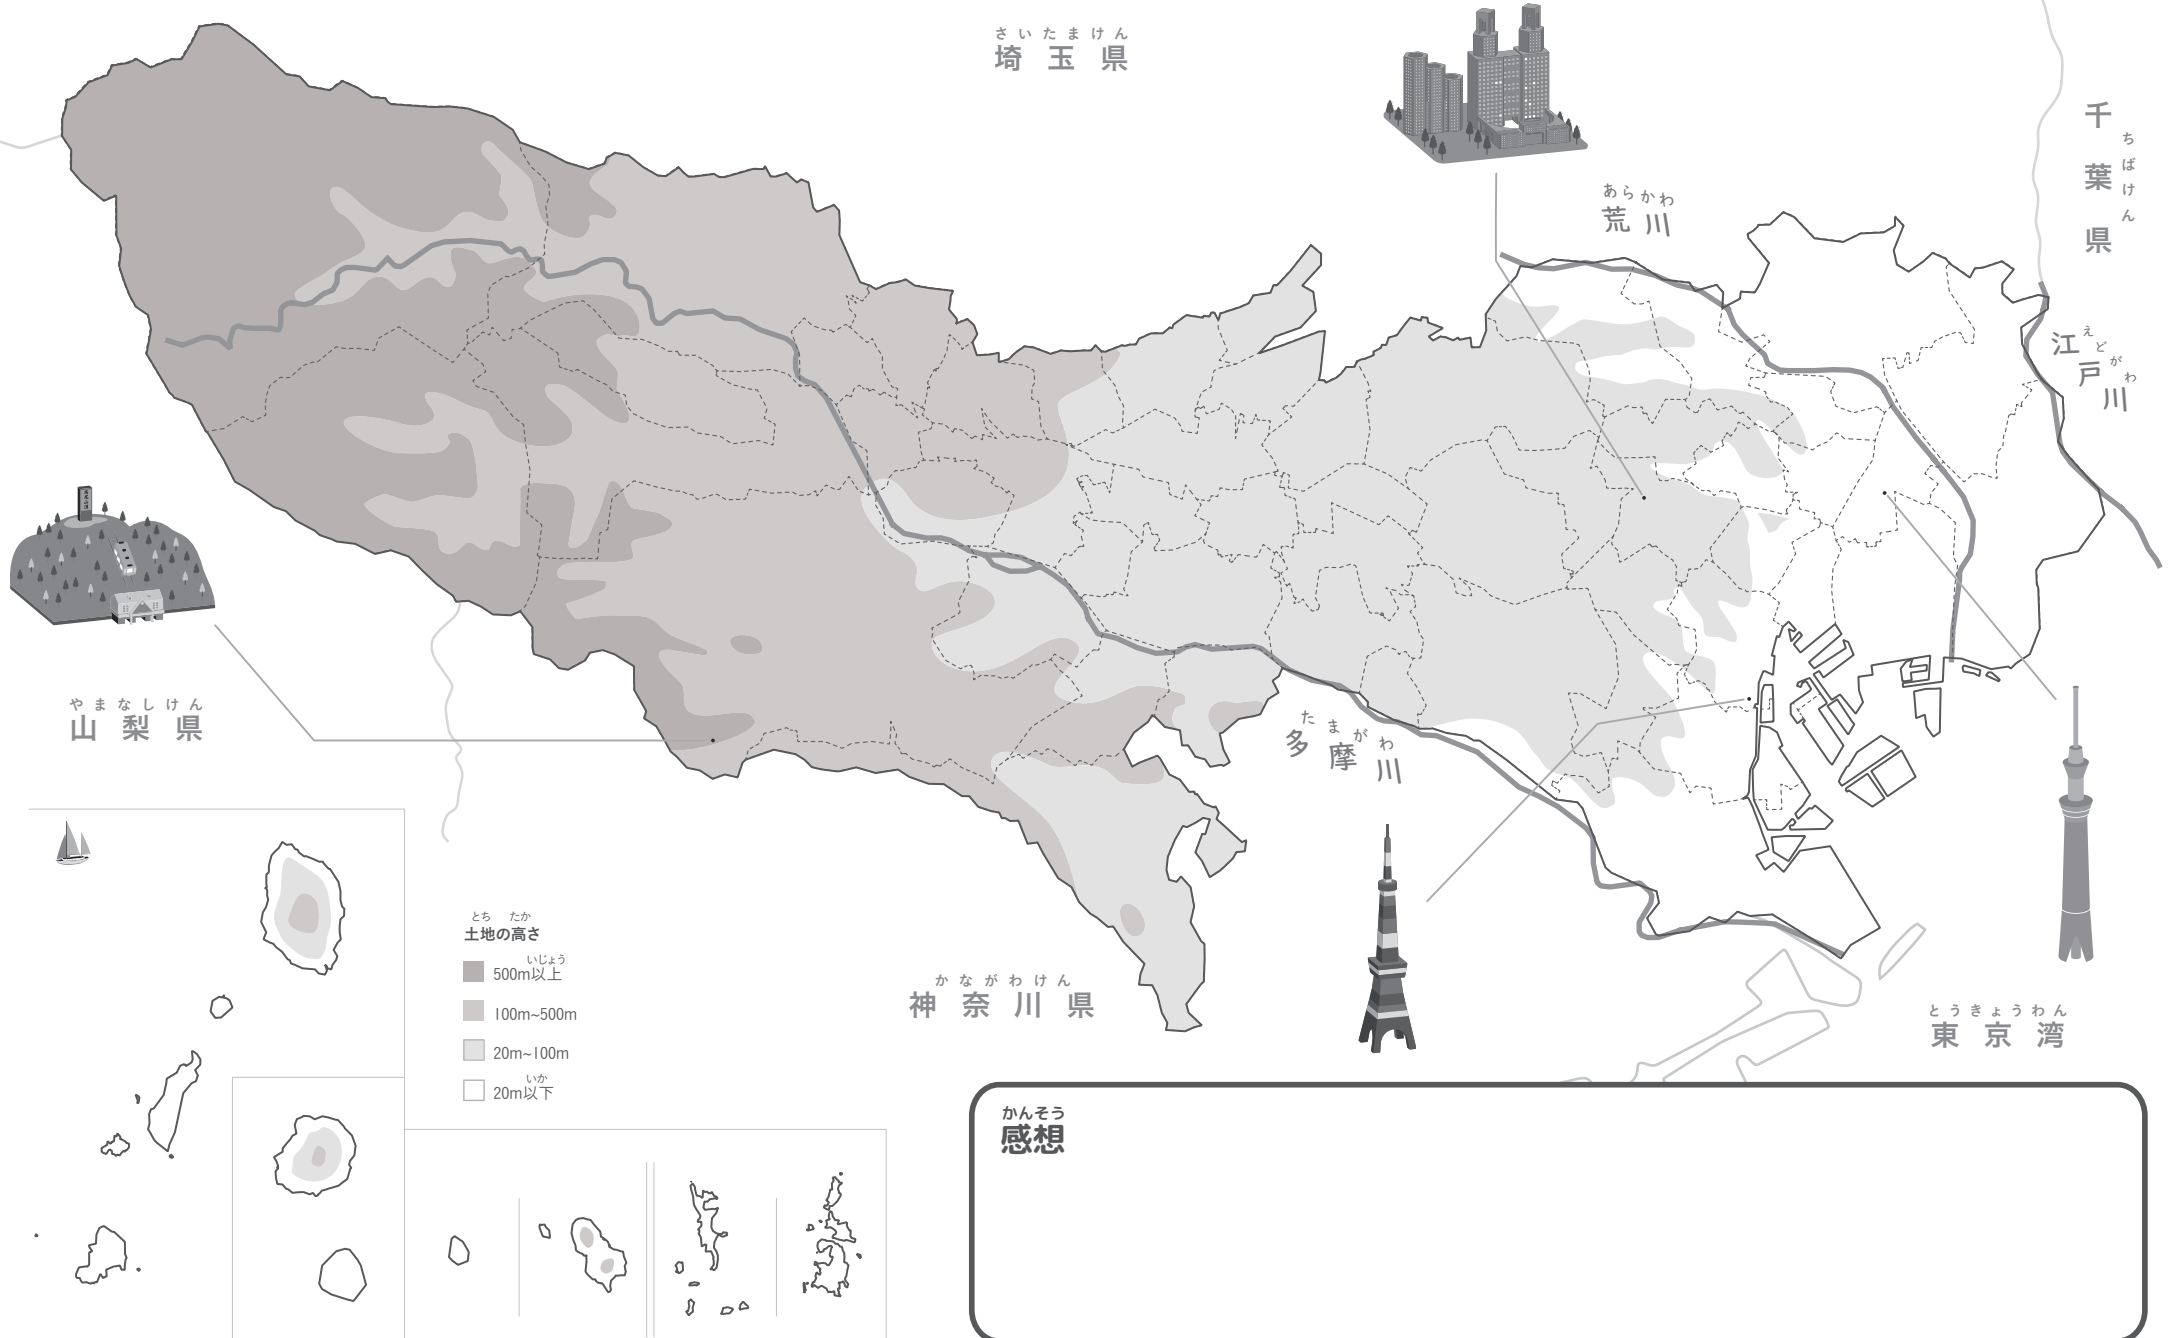 さいたまけん
埼玉県
ちばけん
千葉県
あらかわ
荒川
えどがわ
江戸川
たまがわ
多摩川
やまなしけん
山梨県
かながわけん
神奈川県
とうきょうわん
東京湾
とち たか
土地の高さ
いじょう
500m以上
100m~500m
20m~100m
いか
20m以下
かんそう
感想